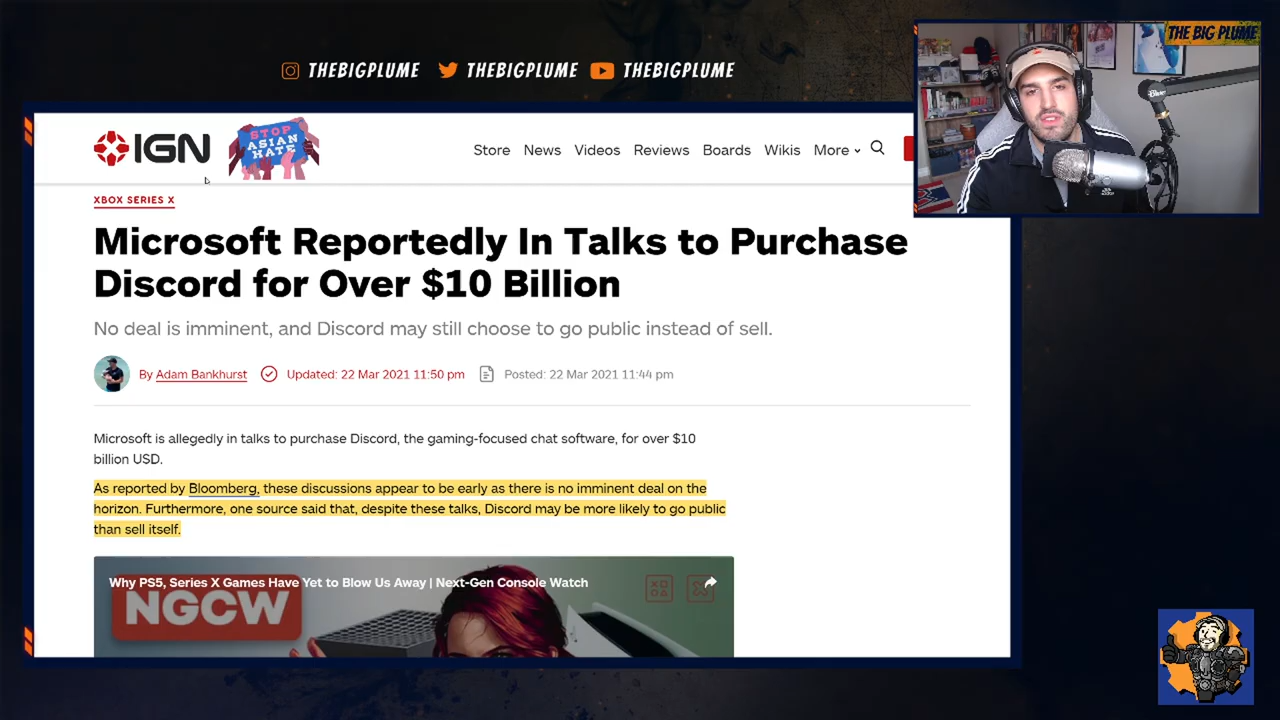 THEBIGPLUME THEBIGPLUME THEBIGPLUME
THE BIG PLUME
IGN
STOP
ASIAN
HATE
Store News Videos Reviews Boards Wikis More
XBOX SERIES X
Microsoft Reportedly In Talks to Purchase
Discord for Over $10 Billion
No deal is imminent, and Discord may still choose to go public instead of sell.
By Adam Bankhurst Updated: 22 Mar 2021 11:50 pm Posted: 22 Mar 2021 11:44 pm
Microsoft is allegedly in talks to purchase Discord, the gaming-focused chat software, for over $10
billion USD.
As reported by Bloomberg, these discussions appear to be early as there is no imminent deal on the
horizon. Furthermore, one source said that, despite these talks, Discord may be more likely to go public
than sell itself.
Why PS5, Series X Games Have Yet to Blow Us Away | Next-Gen Console Watch
NGCW